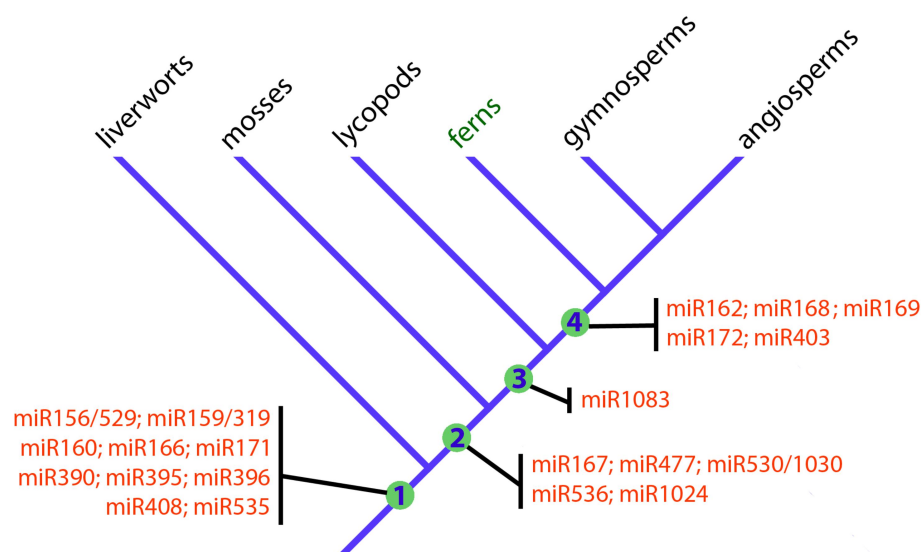 liverworts
mosses
lycopods
ferns
gymnosperms
angiosperms
4
miR162; miR168; miR169
miR172; miR403
3
miR1083
miR156/529; miR159/319
miR160; miR166; miR171
miR390; miR395; miR396
miR408; miR535
2
miR167; miR477; miR530/1030
miR536; miR1024
1